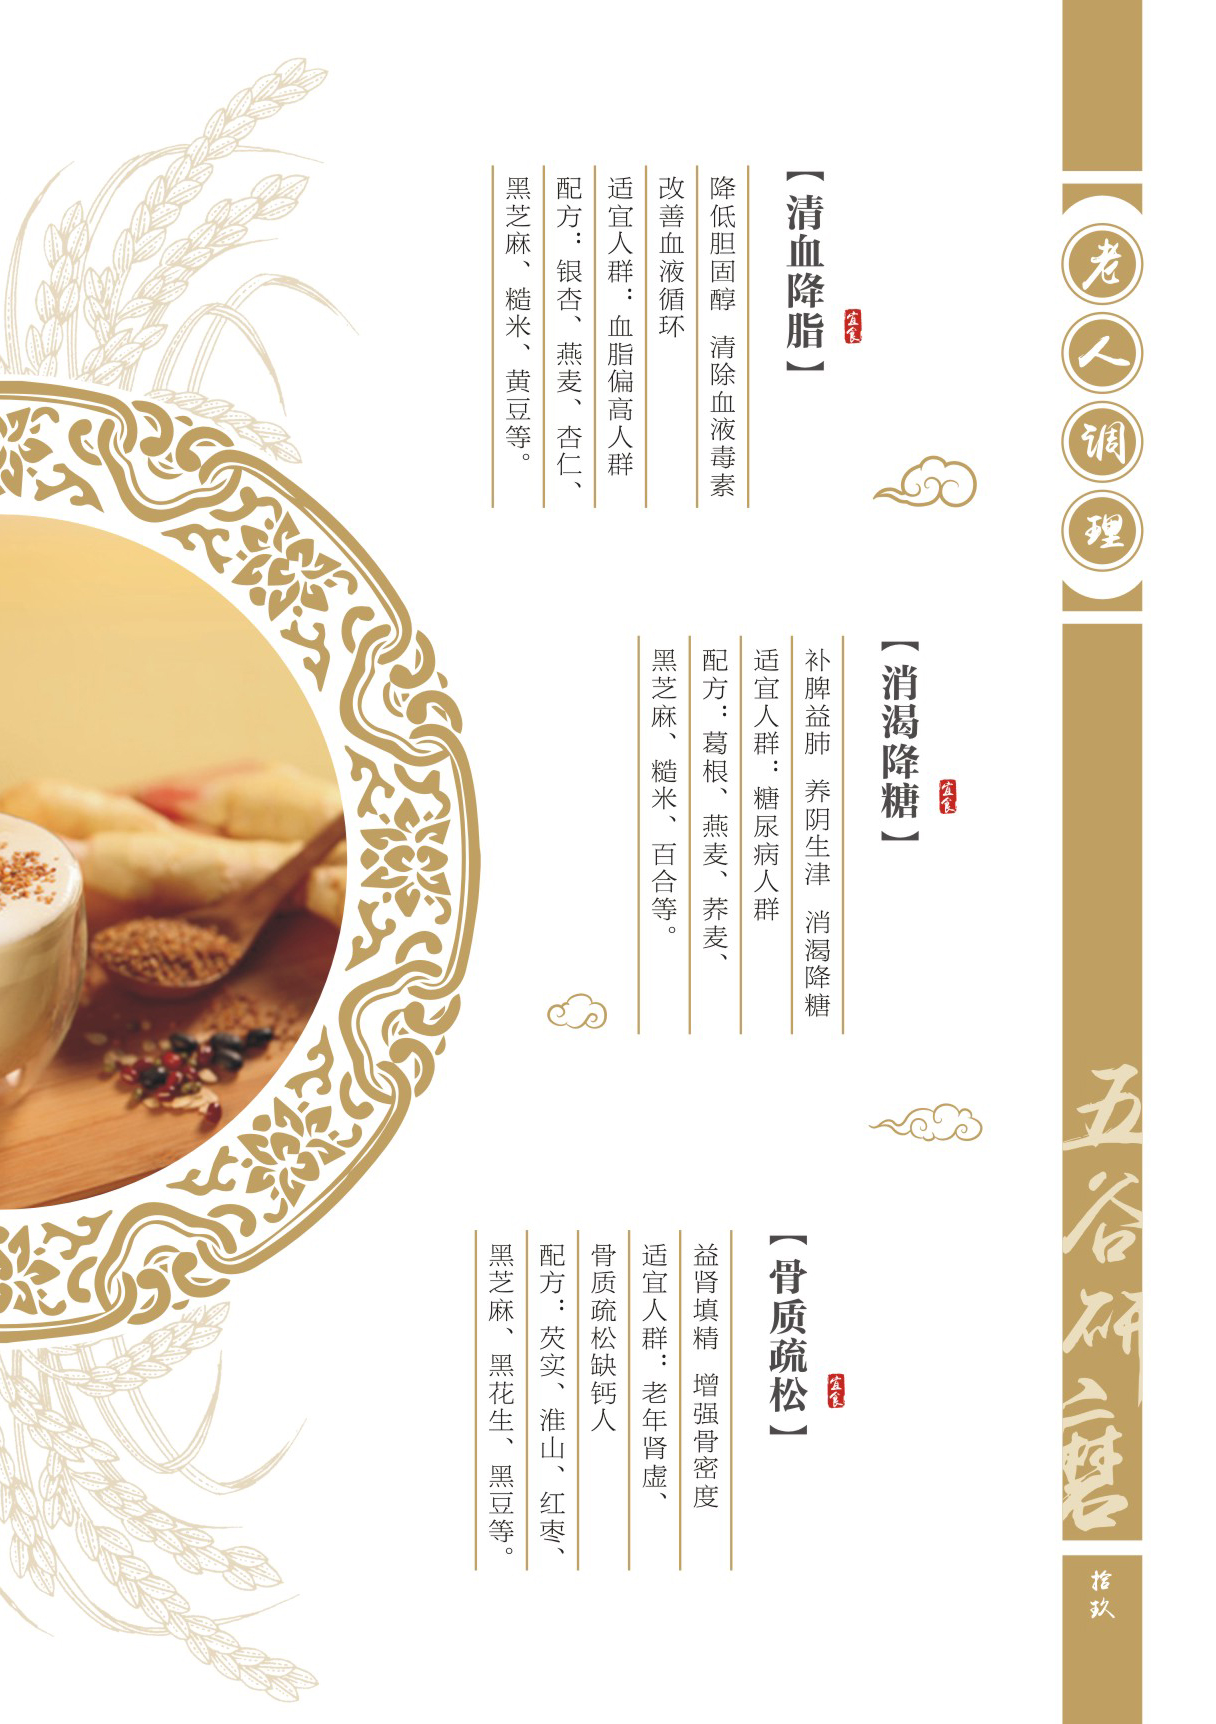 老人调理
五谷研磨
拾玖
【清血降脂】
宜食
降低胆固醇 清除血液毒素
改善血液循环
适宜人群：血脂偏高人群
配方：银杏、燕麦、杏仁、
黑芝麻、糙米、黄豆等。
【消渴降糖】
宜食
补脾益肺 养阴生津 消渴降糖
适宜人群：糖尿病人群
配方：葛根、燕麦、荞麦、
黑芝麻、糙米、百合等。
【骨质疏松】
宜食
益肾填精 增强骨密度
适宜人群：老年肾虚、
骨质疏松缺钙人
配方：芡实、淮山、红枣、
黑芝麻、黑花生、黑豆等。